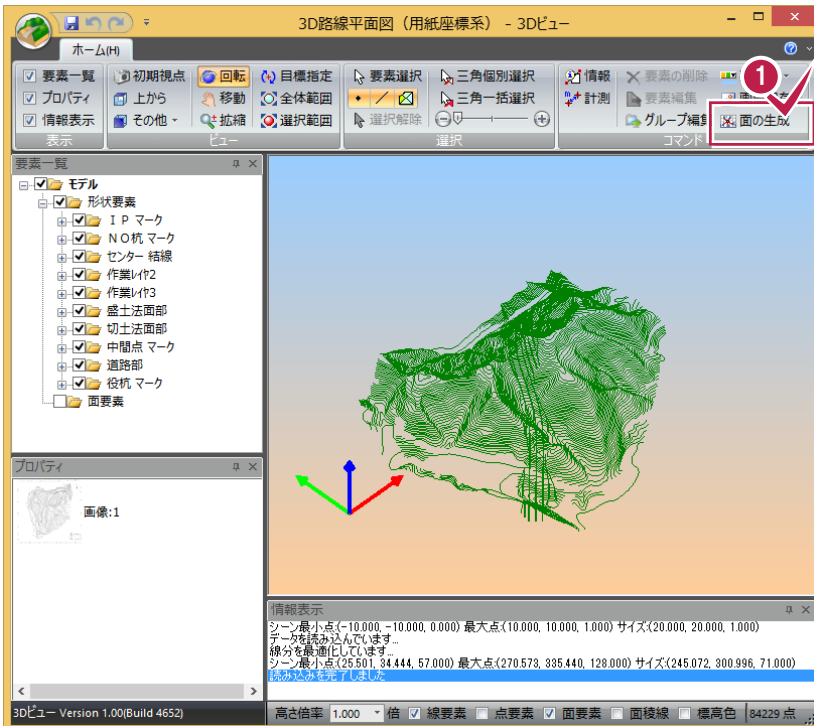 3D路線平面図（用紙座標系） - 3Dビュー
ホーム(H)
要素一覧 初期視点 回転 目標指定 要素選択 三角個別選択 情報 要素の削除
プロパティ 上から 移動 全体範囲 三角一括選択 計測 要素編集
情報表示 その他 拡縮 選択範囲 選択解除 グループ編集 面の生成
表示 ビュー 選択 コマンド
1
要素一覧
モデル
形状要素
ＩＰ マーク
ＮＯ杭 マーク
センター 結線
作業ﾚｲﾔ2
作業ﾚｲﾔ3
盛土法面部
切土法面部
中間点 マーク
道路部
役杭 マーク
面要素
プロパティ
画像:1
情報表示
シーン最小点:(-10.000, -10.000, 0.000) 最大点:(10.000, 10.000, 1.000) サイズ:(20.000, 20.000, 1.000)
データを読み込んでいます...
線分を最適化しています...
シーン最小点:(25.501, 34.444, 57.000) 最大点:(270.573, 335.440, 128.000) サイズ:(245.072, 300.996, 71.000)
読み込みを完了しました
3Dビュー Version 1.00(Build 4652) 高さ倍率 1.000 倍 線要素 点要素 面要素 面稜線 標高色 84229 点